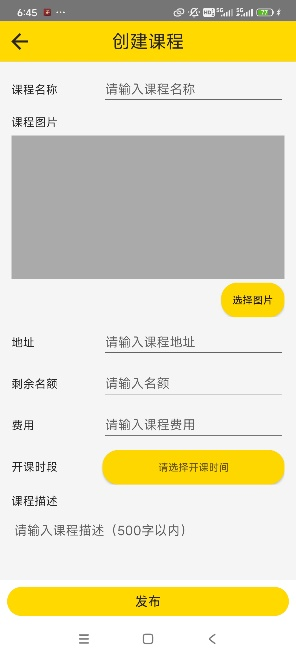 6:45
77
创建课程
课程名称 请输入课程名称
课程图片
选择图片
地址 请输入课程地址
剩余名额 请输入名额
费用 请输入课程费用
开课时段 请选择开课时间
课程描述
请输入课程描述（500字以内）
发布